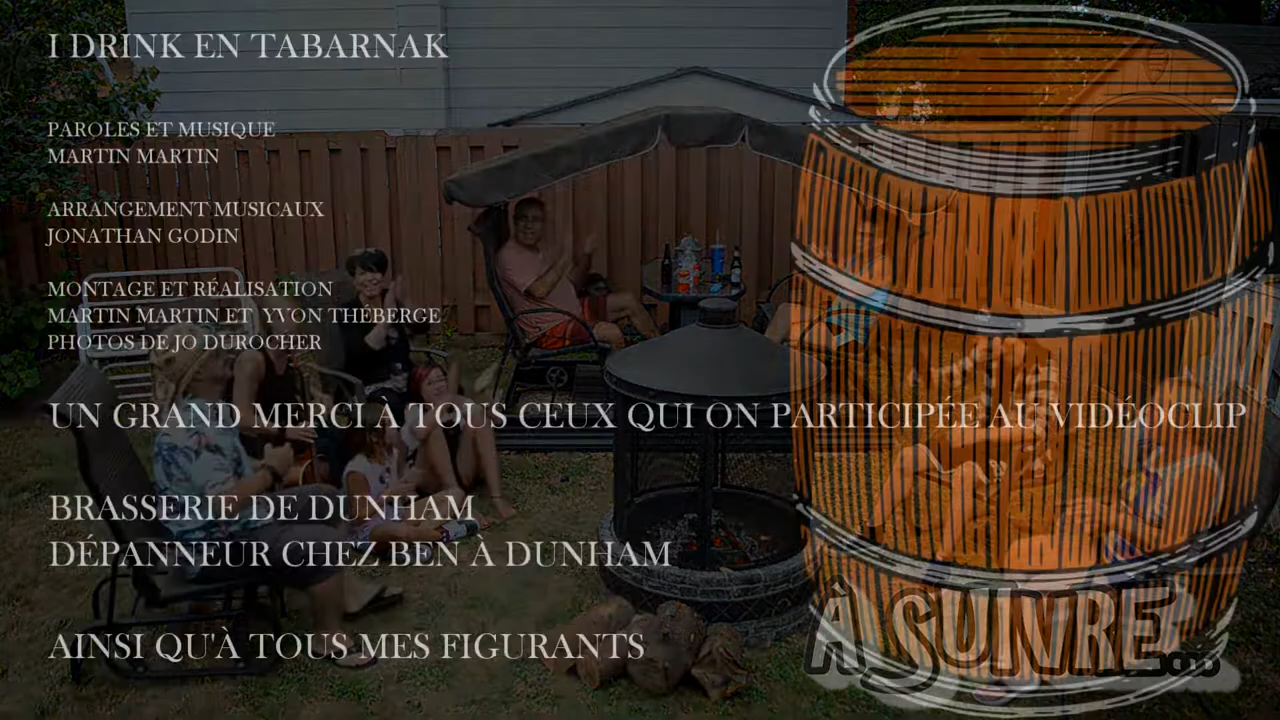 I DRINK EN TABARNAK
PAROLES ET MUSIQUE
MARTIN MARTIN
ARRANGEMENT MUSICAUX
JONATHAN GODIN
MONTAGE ET RÉALISATION
MARTIN MARTIN ET YVON THÉBERGE
PHOTOS DE JO DUROCHER
UN GRAND MERCI À TOUS CEUX QUI ON PARTICIPÉE AU VIDÉOCLIP
BRASSERIE DE DUNHAM
DÉPANNEUR CHEZ BEN À DUNHAM
AINSI QU'À TOUS MES FIGURANTS
À SUIVRE...